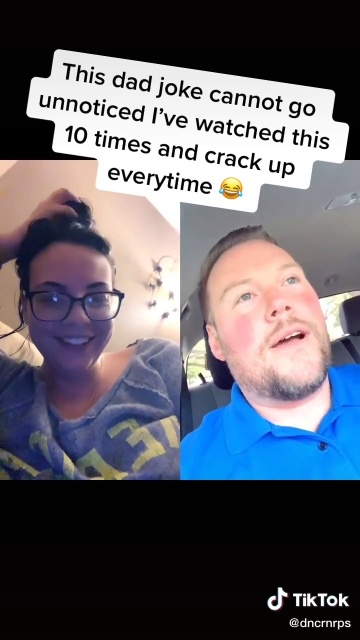 This dad joke cannot go
unnoticed I've watched this
10 times and crack up
everytime 😂
TikTok
@dncrnrps